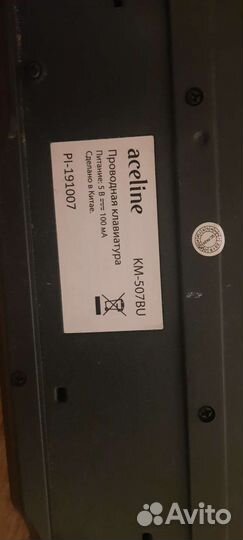 aceline
KM-507BU
Проводная клавиатура
Питание: 5 В 100 мА
Сделано в Китае.
PI-191007
Avito